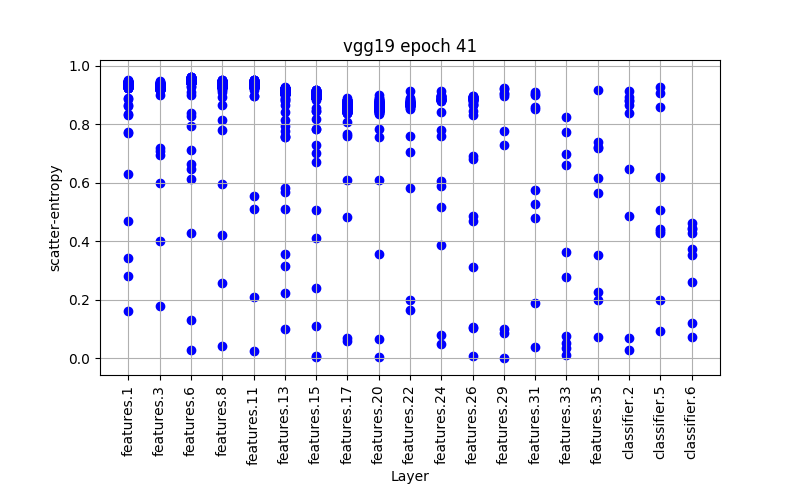 vgg19 epoch 41
scatter-entropy
1.0
0.8
0.6
0.4
0.2
0.0
features.1
features.3
features.6
features.8
features.11
features.13
features.15
features.17
features.20
features.22
features.24
features.26
features.29
features.31
features.33
features.35
classifier.2
classifier.5
classifier.6
Layer